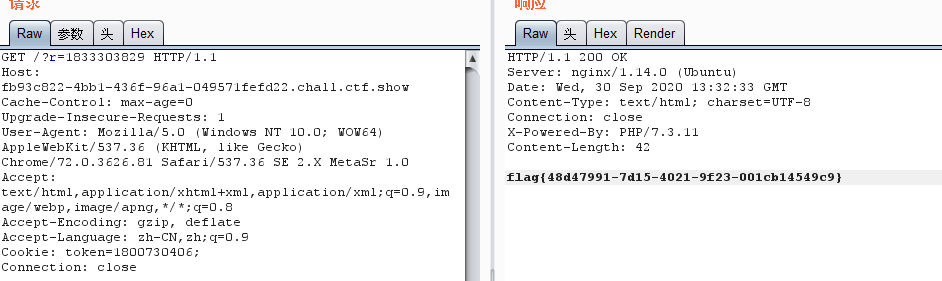 请求
Raw 参数 头 Hex
GET /?r=1833303829 HTTP/1.1
Host:
fb93c822-4bb1-436f-96a1-049571fefd22.chall.ctf.show
Cache-Control: max-age=0
Upgrade-Insecure-Requests: 1
User-Agent: Mozilla/5.0 (Windows NT 10.0; WOW64)
AppleWebKit/537.36 (KHTML, like Gecko)
Chrome/72.0.3626.81 Safari/537.36 SE 2.X MetaSr 1.0
Accept:
text/html,application/xhtml+xml,application/xml;q=0.9,im
age/webp,image/apng,*/*;q=0.8
Accept-Encoding: gzip, deflate
Accept-Language: zh-CN,zh;q=0.9
Cookie: token=1800730406;
Connection: close
响应
Raw 头 Hex Render
HTTP/1.1 200 OK
Server: nginx/1.14.0 (Ubuntu)
Date: Wed, 30 Sep 2020 13:32:33 GMT
Content-Type: text/html; charset=UTF-8
Connection: close
X-Powered-By: PHP/7.3.11
Content-Length: 42
flag{48d47991-7d15-4021-9f23-001cb14549c9}